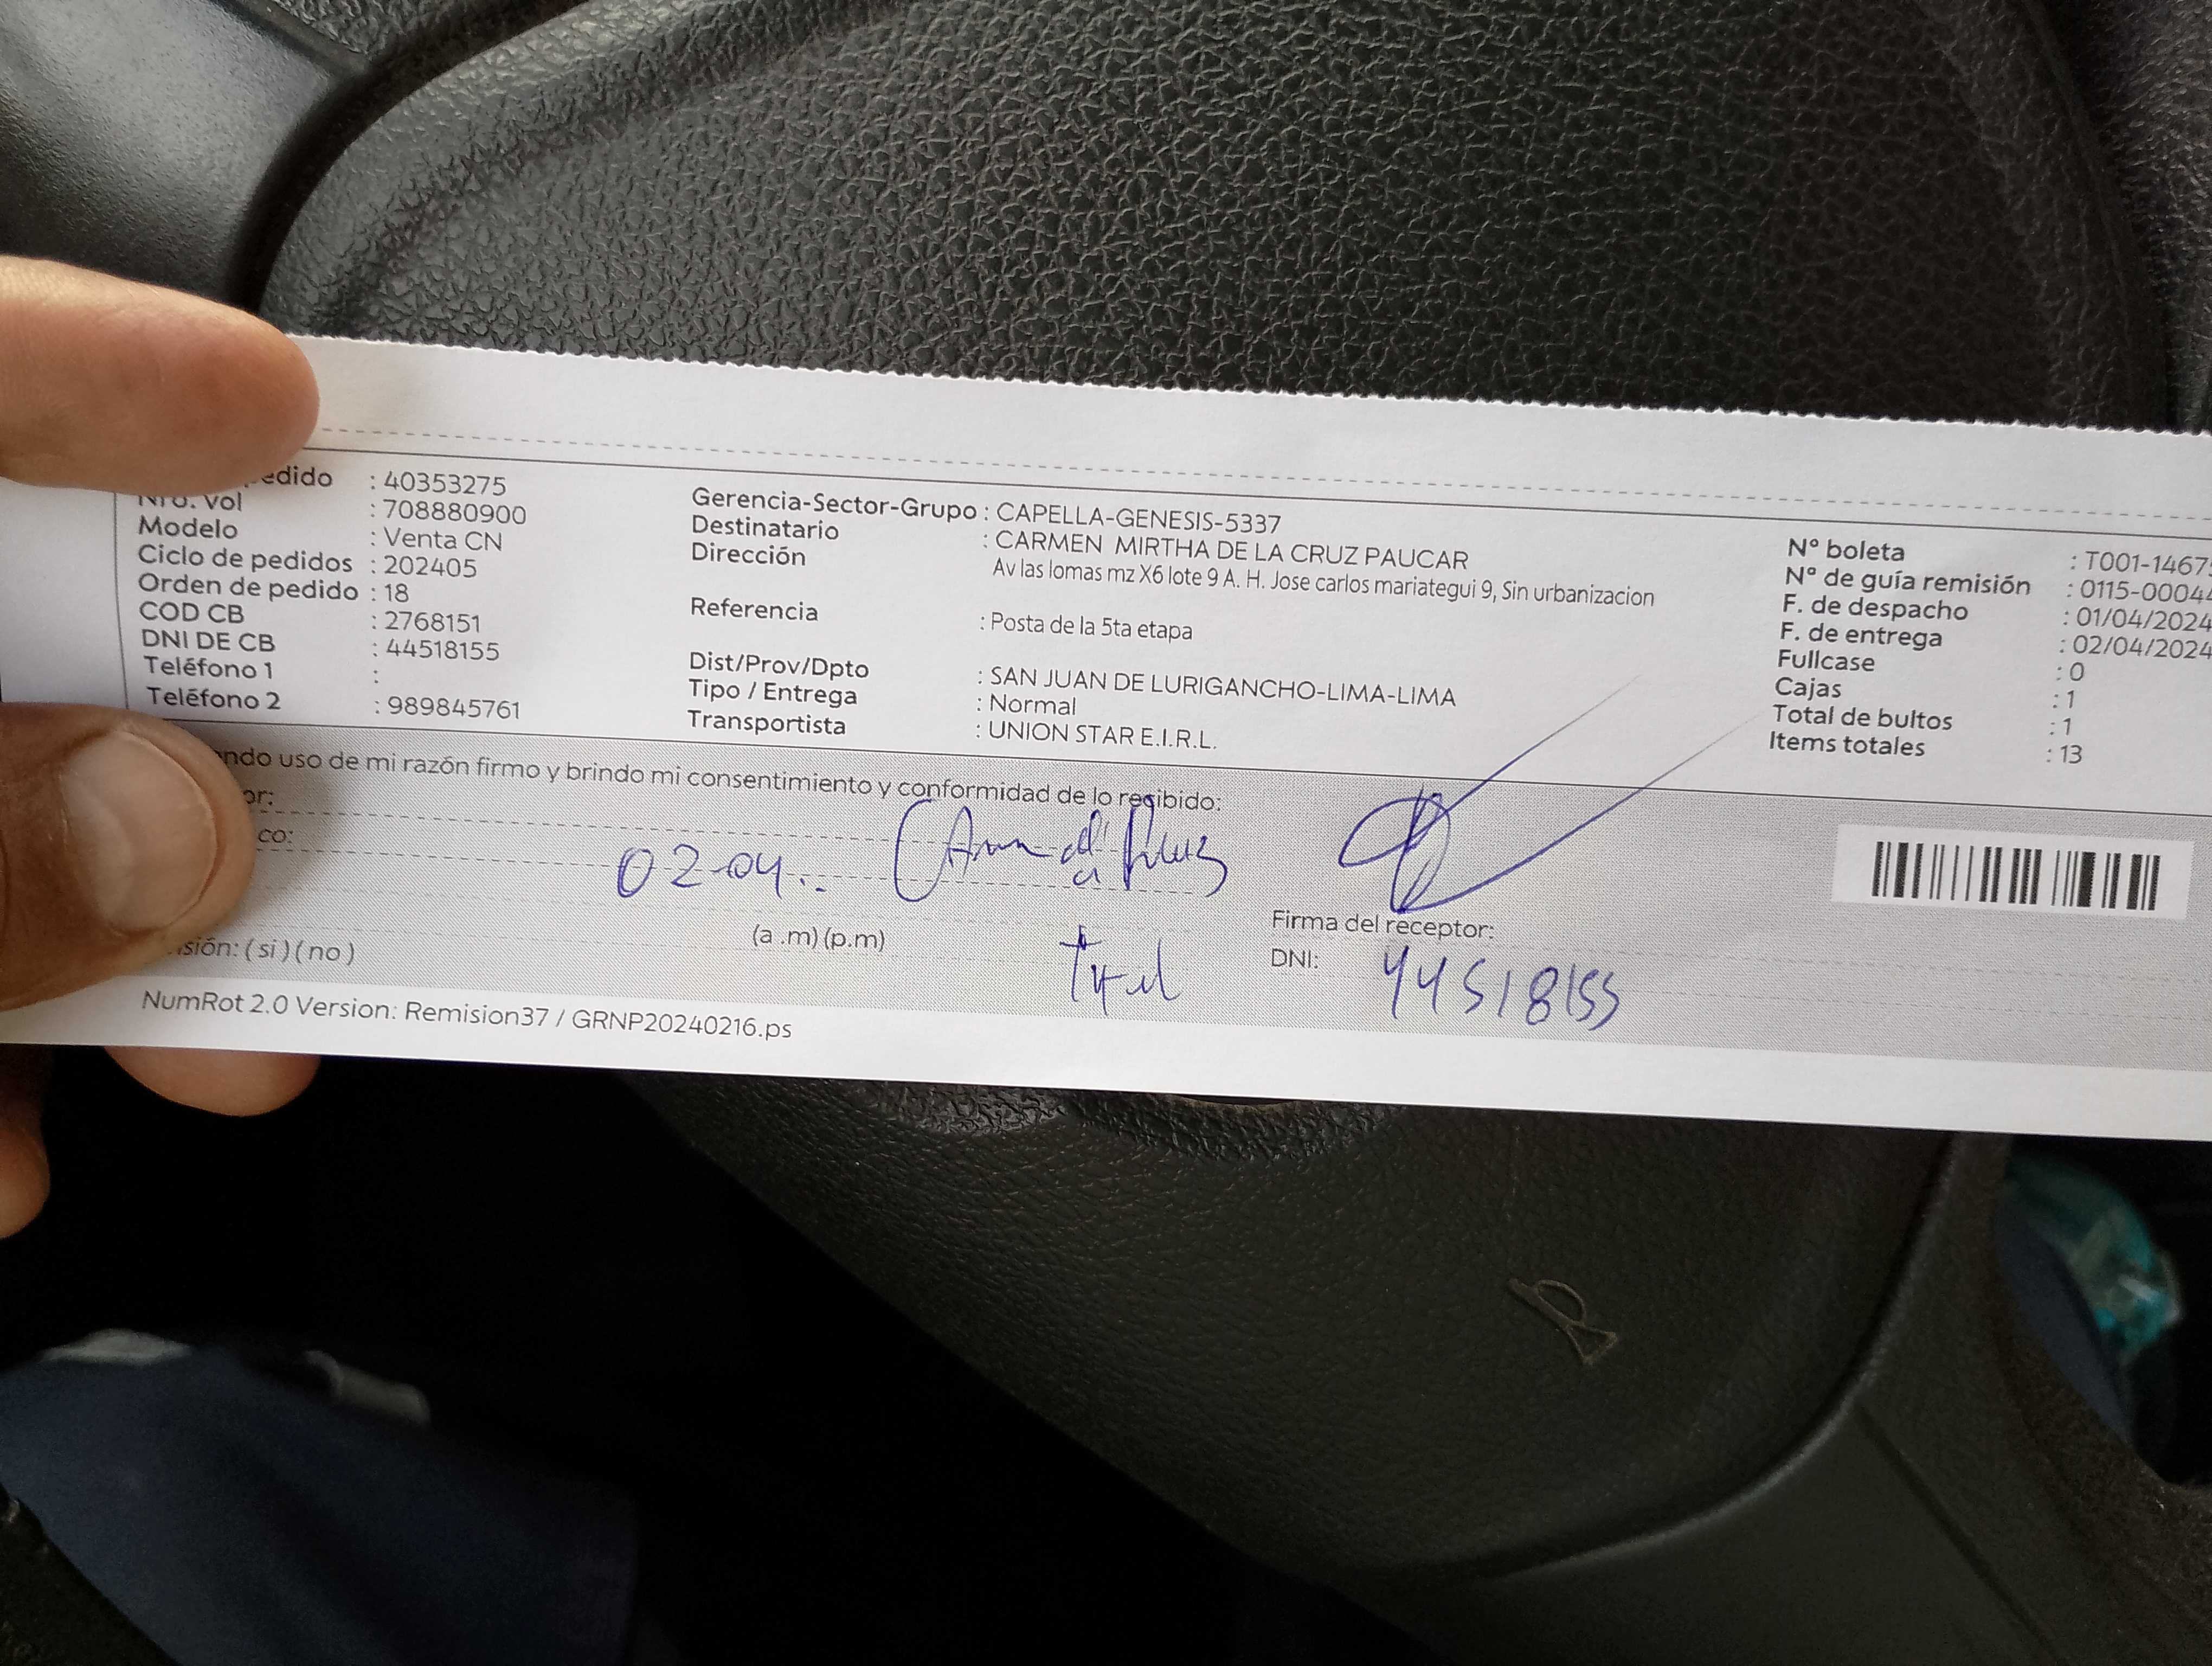 edido : 40353275
Nro. Vol : 708880900
Modelo : Venta CN
Ciclo de pedidos : 202405
Orden de pedido : 18
COD CB : 2768151
DNI DE CB : 44518155
Teléfono 1 :
Teléfono 2 : 989845761
Gerencia-Sector-Grupo : CAPELLA-GENESIS-5337
Destinatario : CARMEN MIRTHA DE LA CRUZ PAUCAR
Dirección Av las lomas mz X6 lote 9 A. H. Jose carlos mariategui 9, Sin urbanizacion
Referencia : Posta de la 5ta etapa
Dist/Prov/Dpto : SAN JUAN DE LURIGANCHO-LIMA-LIMA
Tipo / Entrega : Normal
Transportista : UNION STAR E.I.R.L.
N° boleta : T001-1467
N° de guía remisión : 0115-0004
F. de despacho : 01/04/2024
F. de entrega : 02/04/2024
Fullcase : 0
Cajas : 1
Total de bultos : 1
Items totales : 13
ndo uso de mi razón firmo y brindo mi consentimiento y conformidad de lo recibido:
or:
co:
02-04..
(a .m) (p.m)
Firma del receptor:
DNI: 44518155
sión: ( si ) ( no )
NumRot 2.0 Version: Remision37 / GRNP20240216.ps